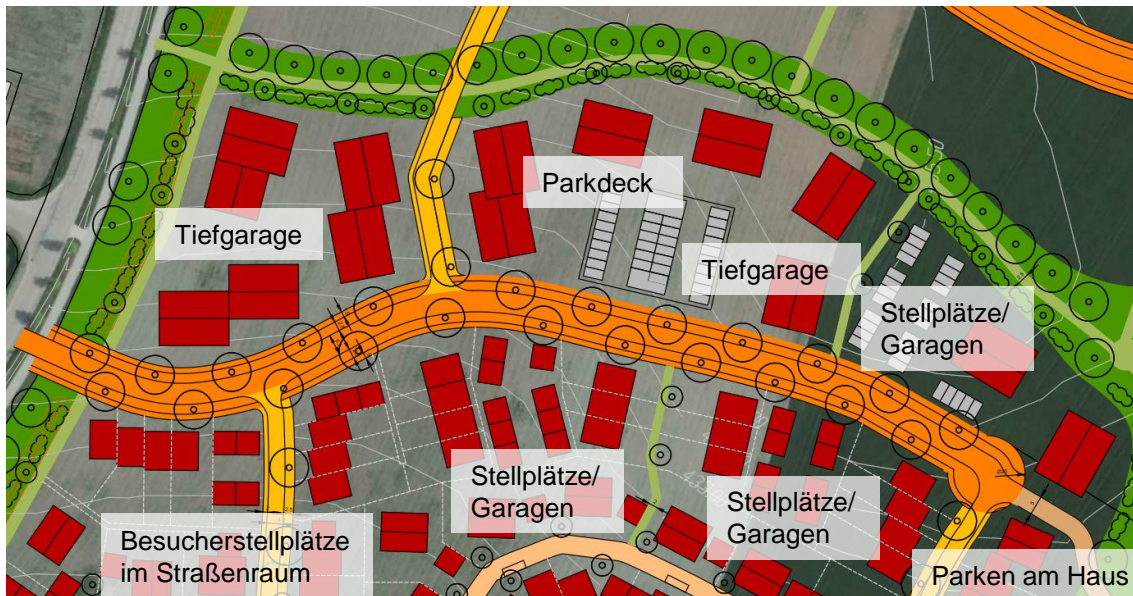 Parkdeck
Tiefgarage
Tiefgarage
Stellplätze/
Garagen
Stellplätze/
Garagen
Stellplätze/
Garagen
Besucherstellplätze
im Straßenraum
Parken am Haus